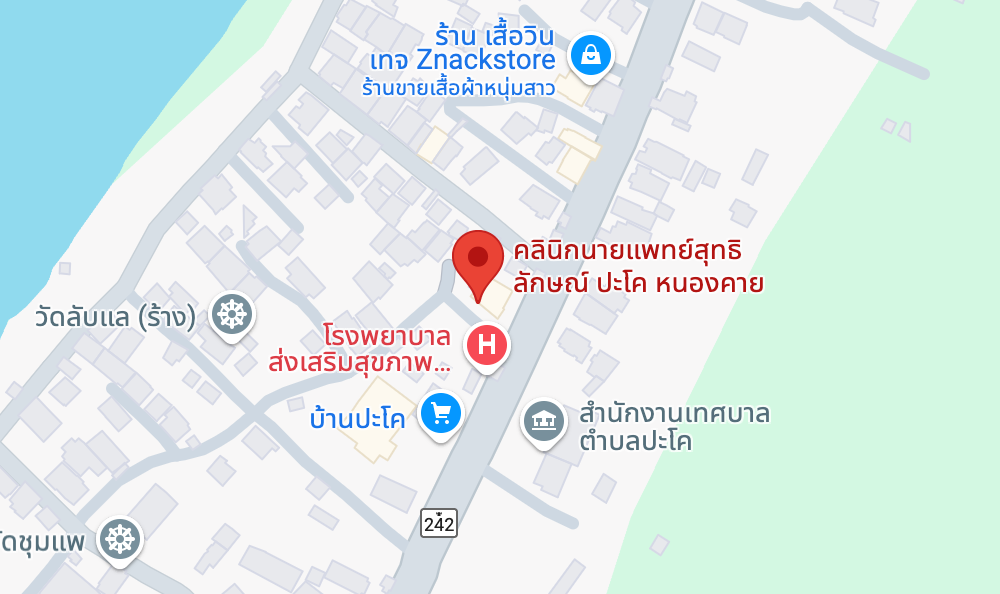 ร้าน เสื้อวิน
เทจ Znackstore
ร้านขายเสื้อผ้าหนุ่มสาว
คลินิกนายแพทย์สุทธิ
ลักษณ์ ปะโค หนองคาย
วัดลับแล (ร้าง)
โรงพยาบาล
ส่งเสริมสุขภาพ...
บ้านปะโค
สำนักงานเทศบาล
ตำบลปะโค
242
ัดชุมแพ